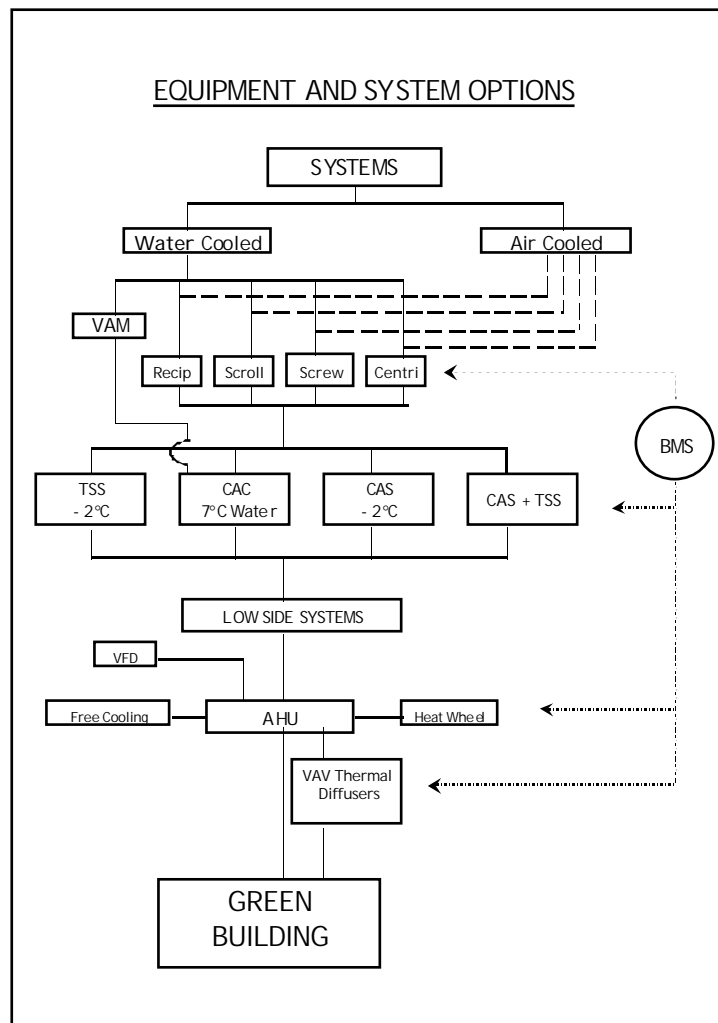 EQUIPMENT AND SYSTEM OPTIONS
SYSTEMS
Water Cooled
Air Cooled
VAM
Recip
Scroll
Screw
Centri
BMS
TSS
- 2°C
CAC
7°C Water
CAS
- 2°C
CAS + TSS
LOW SIDE SYSTEMS
VFD
Free Cooling
AHU
Heat Wheel
VAV Thermal
Diffusers
GREEN
BUILDING